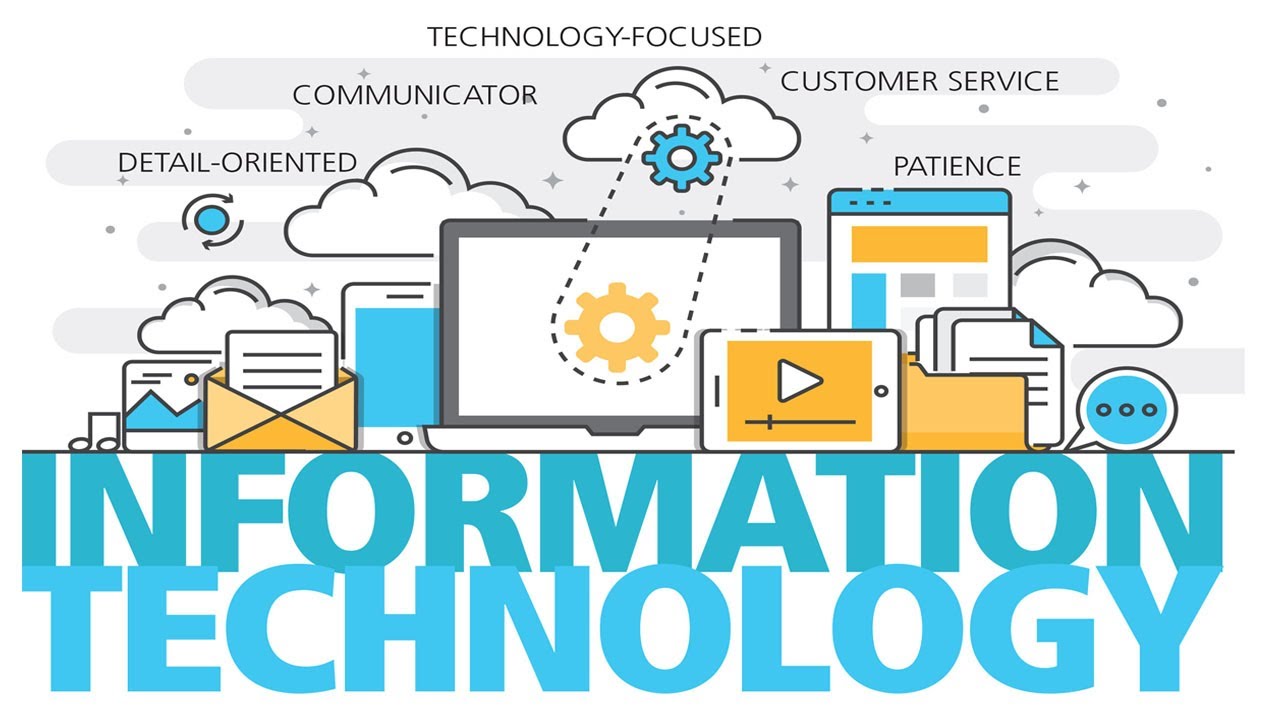 TECHNOLOGY-FOCUSED
CUSTOMER SERVICE
COMMUNICATOR
DETAIL-ORIENTED
PATIENCE
INFORMATION
TECHNOLOGY